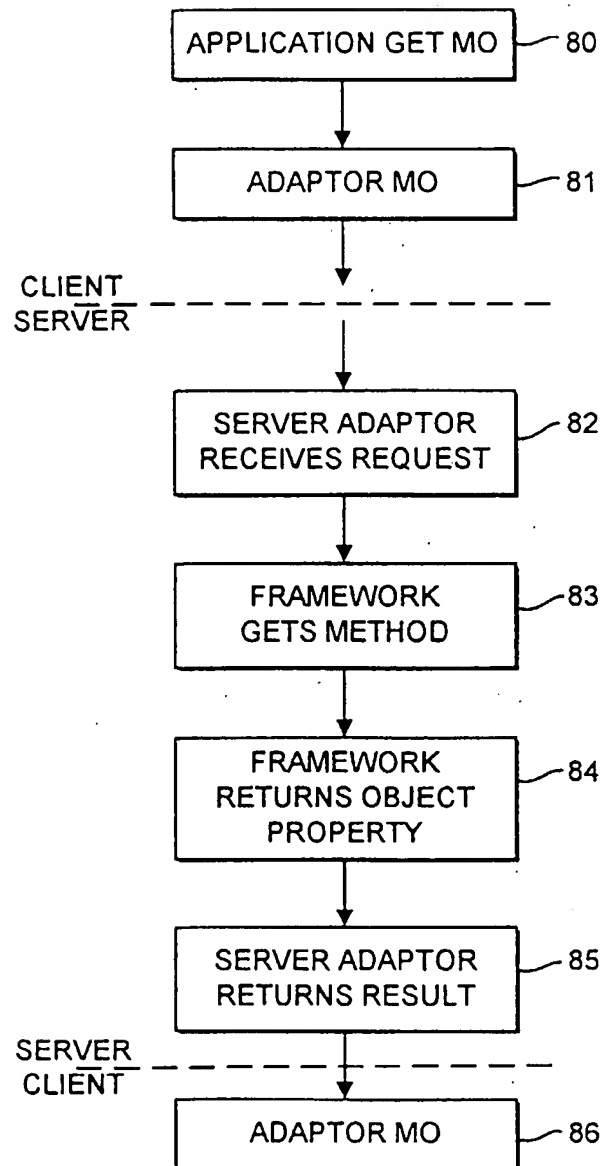 APPLICATION GET MO
80
ADAPTOR MO
81
CLIENT
SERVER
SERVER ADAPTOR
RECEIVES REQUEST
82
FRAMEWORK
GETS METHOD
83
FRAMEWORK
RETURNS OBJECT
PROPERTY
84
SERVER ADAPTOR
RETURNS RESULT
85
SERVER
CLIENT
ADAPTOR MO
86